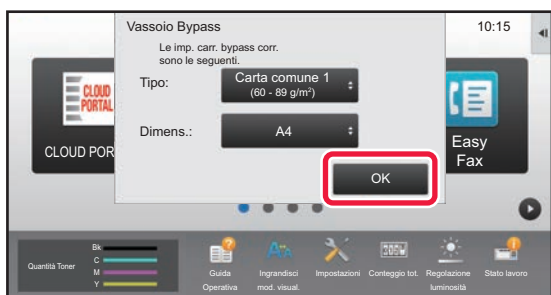 Vassoio Bypass
10:15
Le imp. carr. bypass corr.
sono le seguenti.
Tipo:
Carta comune 1
(60 - 89 g/m²)
Dimens.:
A4
OK
CLOUD
PORTAL
CLOUD POR
Easy
Fax
Quantità Toner
Bk
C
M
Y
Guida
Operativa
Ingrandisci
mod. visual.
Impostazioni
Conteggio tot.
Regolazione
luminosità
Stato lavoro